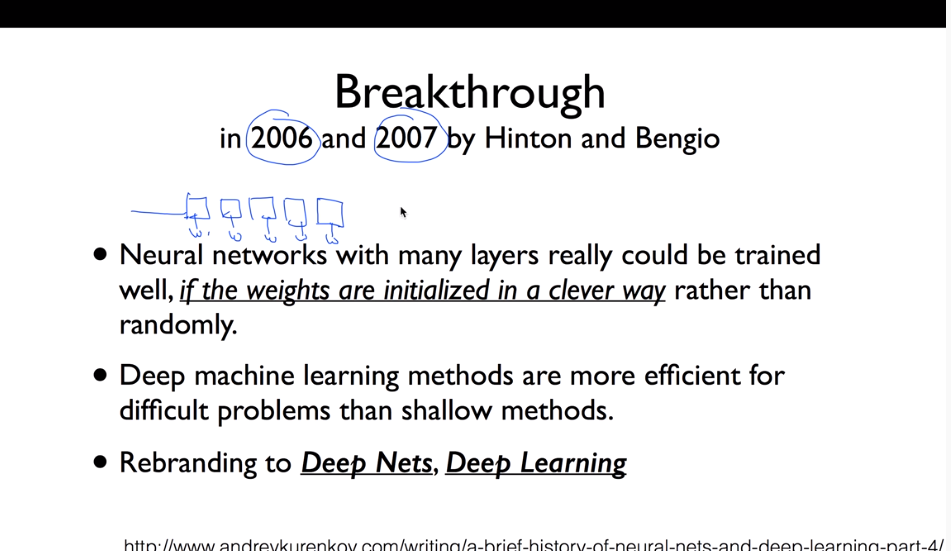 Breakthrough
in 2006 and 2007 by Hinton and Bengio
w w w w w
• Neural networks with many layers really could be trained
well, if the weights are initialized in a clever way rather than
randomly.
• Deep machine learning methods are more efficient for
difficult problems than shallow methods.
• Rebranding to Deep Nets, Deep Learning
http://www.andreykurenkov.com/writing/a-brief-history-of-neural-nets-and-deep-learning-part-4/